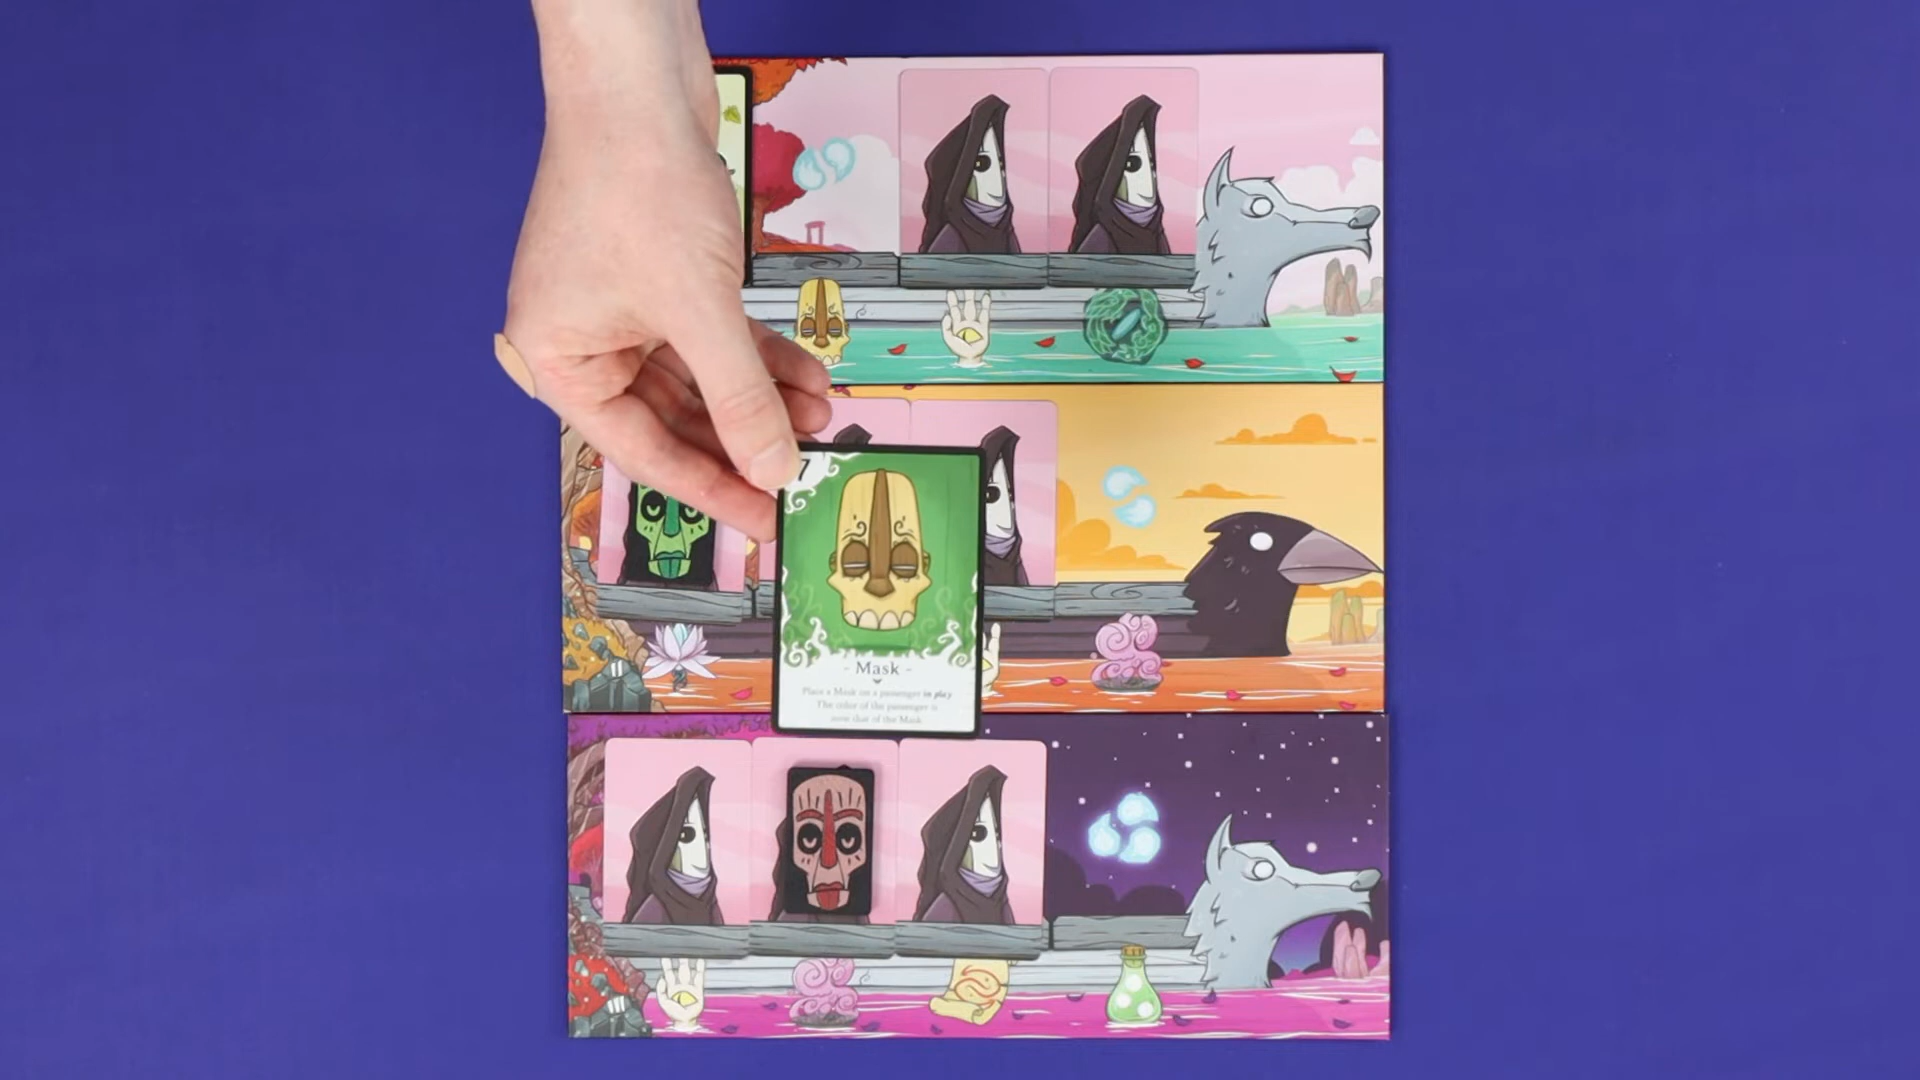 7
- Mask -
Place a Mask on a passenger in play
The color of the passenger is
now that of the Mask